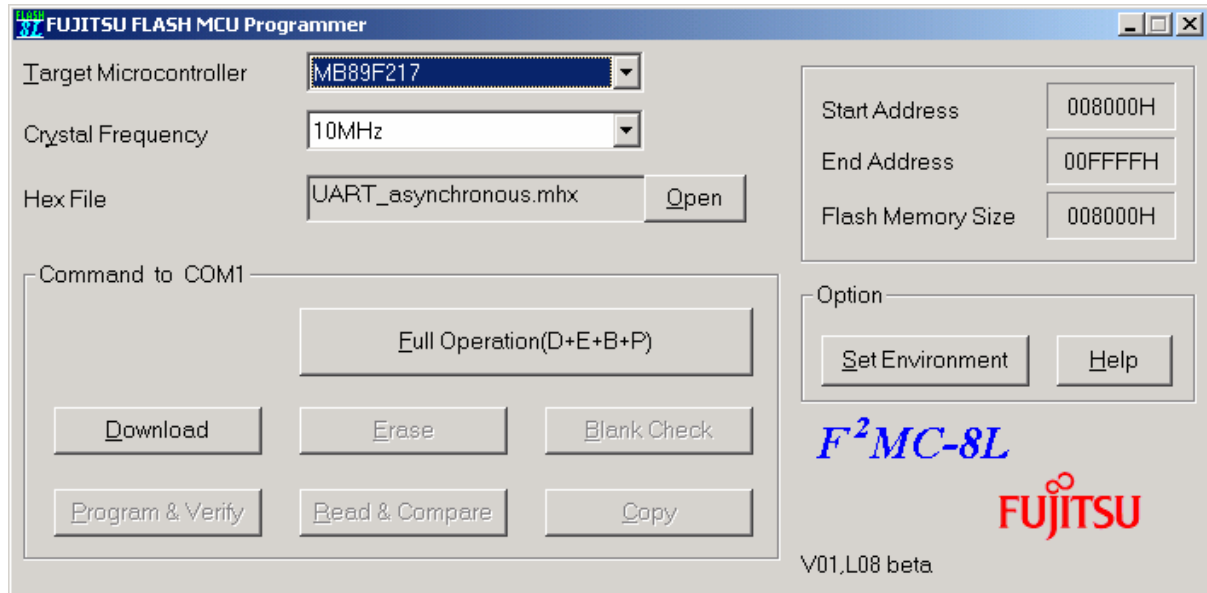 FLASH
8L
FUJITSU FLASH MCU Programmer
Target Microcontroller
MB89F217
Crystal Frequency
10MHz
Hex File
UART_asynchronous.mhx
Open
Start Address
008000H
End Address
00FFFFH
Flash Memory Size
008000H
Command to COM1
Full Operation(D+E+B+P)
Download
Erase
Blank Check
Program & Verify
Read & Compare
Copy
Option
Set Environment
Help
F²MC-8L
FUJITSU
V01,L08 beta